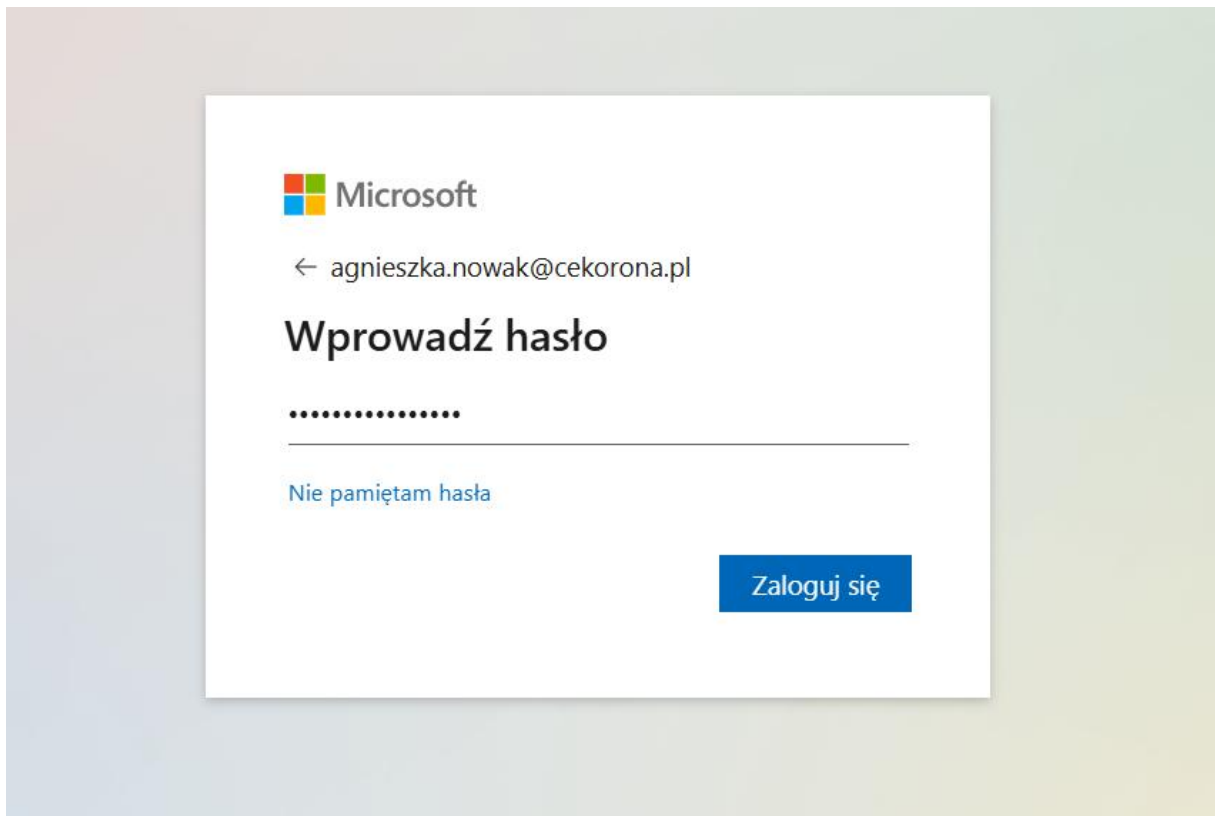 Microsoft
← agnieszka.nowak@cekorona.pl
Wprowadź hasło
••••••••••••••••
Nie pamiętam hasła
Zaloguj się